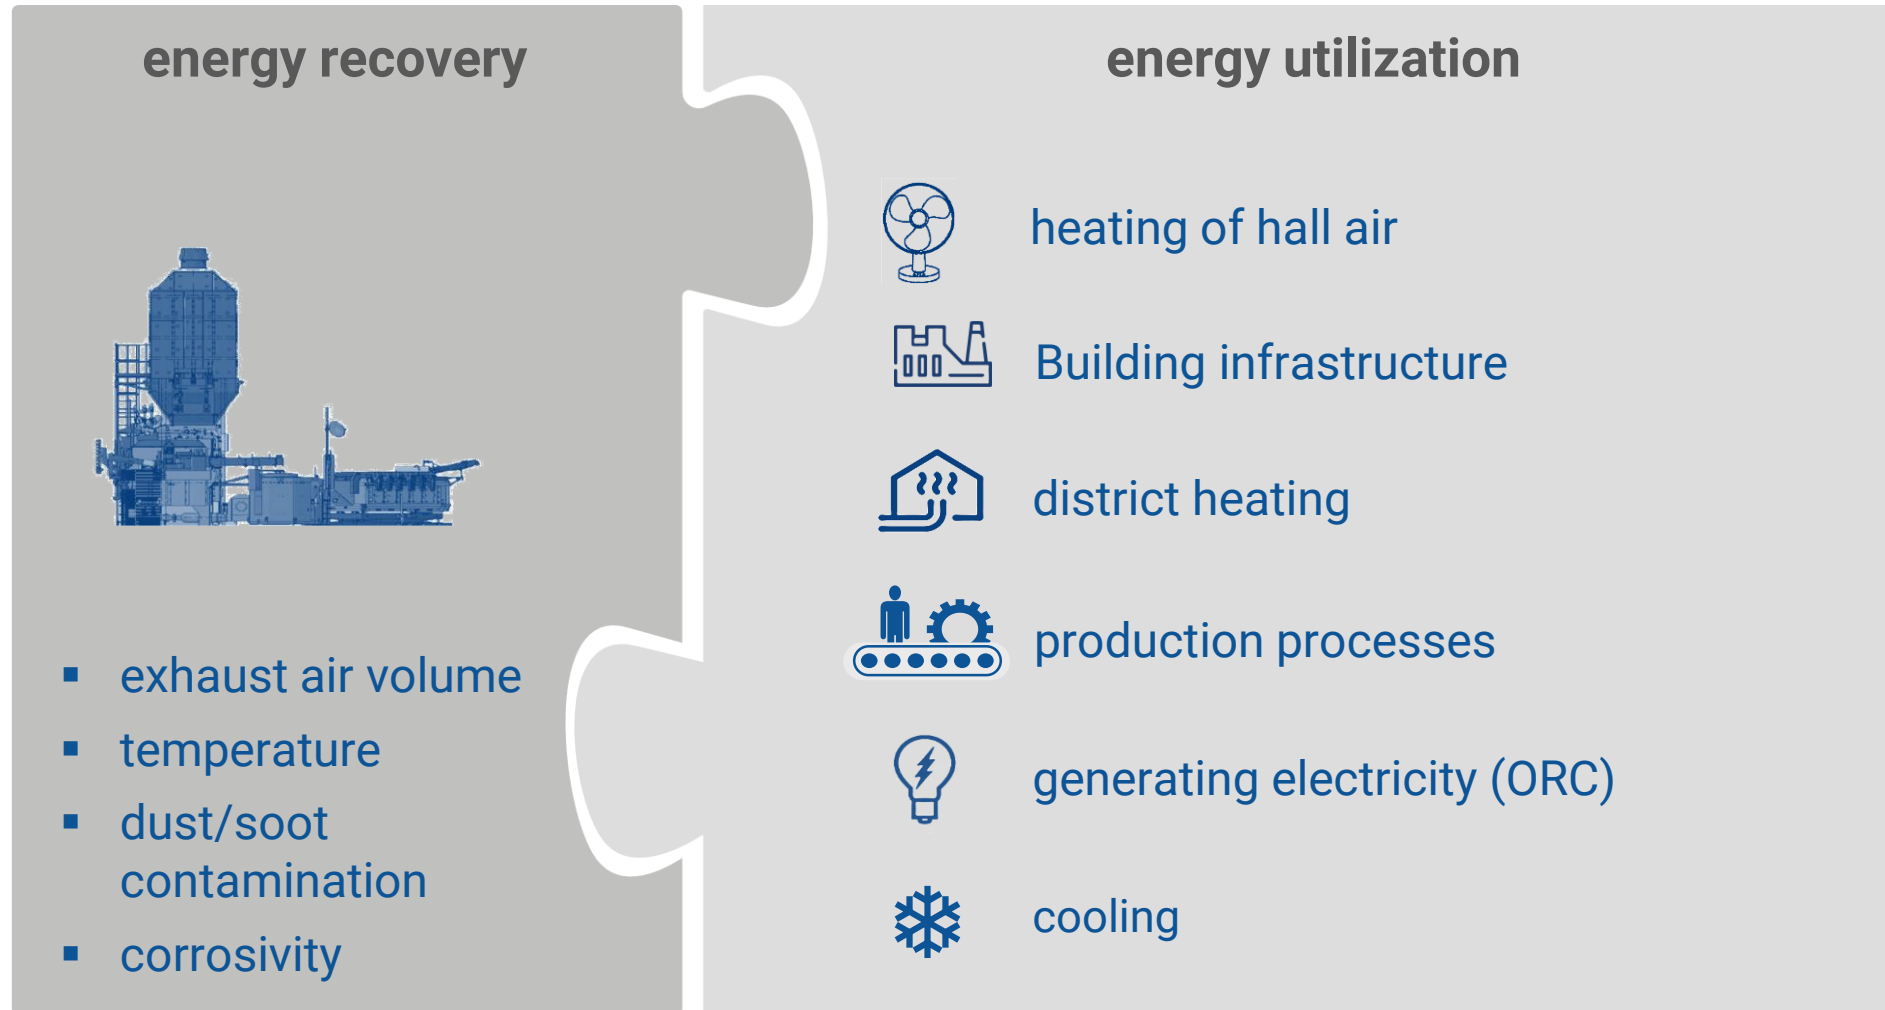 energy recovery
▪ exhaust air volume
▪ temperature
▪ dust/soot
contamination
▪ corrosivity
energy utilization
heating of hall air
Building infrastructure
district heating
production processes
generating electricity (ORC)
cooling